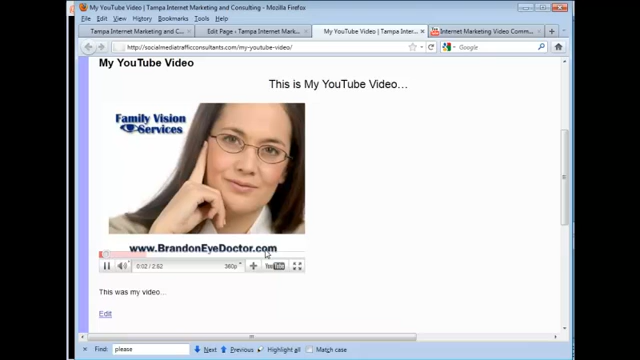 My YouTube Video | Tampa Internet Marketing and Consulting - Mozilla Firefox
File Edit View History Bookmarks Tools Help
Tampa Internet Marketing and C...
Edit Page - Tampa Internet Mark...
My YouTube Video | Tampa Inter...
Internet Marketing Video Comm...
http://socialmediatrafficconsultants.com/my-youtube-video/
Google
My YouTube Video
This is My YouTube Video...
Family Vision
Services
www.BrandonEyeDoctor.com
0:02 / 2:52
360p
YouTube
This was my video...
Edit
Find: please
Next Previous Highlight all Match case